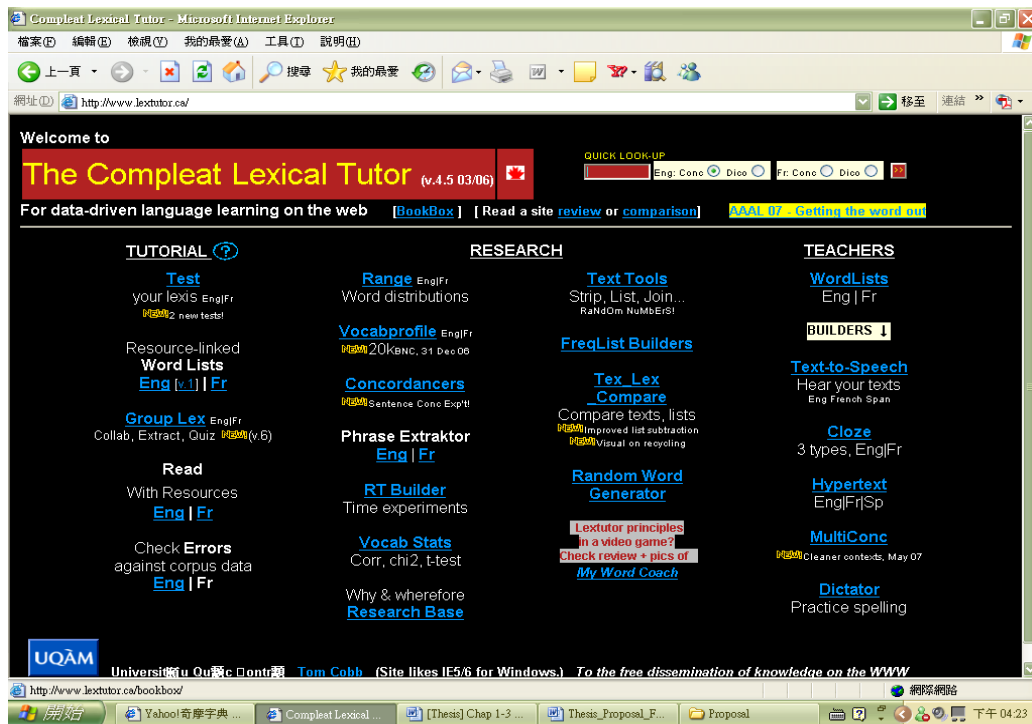 Compleat Lexical Tutor - Microsoft Internet Explorer
檔案(F) 編輯(E) 檢視(V) 我的最愛(A) 工具(T) 說明(H)
上一頁 搜尋 我的最愛
網址(D) http://www.lextutor.ca/ 移至 連結 »
Welcome to
The Compleat Lexical Tutor (v.4.5 03/06)
QUICK LOOK-UP
Eng: Conc Dico Fr: Conc Dico >>
For data-driven language learning on the web [BookBox ] [ Read a site review or comparison] AAAL 07 - Getting the word out
TUTORIAL (?) RESEARCH TEACHERS
Test
your lexis Eng|Fr
NEW! 2 new tests!
Resource-linked
Word Lists
Eng [v.1] | Fr
Group Lex Eng|Fr
Collab, Extract, Quiz NEW! (v.6)
Read
With Resources
Eng | Fr
Check Errors
against corpus data
Eng | Fr
Range Eng|Fr
Word distributions
Vocabprofile Eng|Fr
NEW! 20k BNC, 31 Dec 06
Concordancers
NEW! Sentence Conc Exp't!
Phrase Extraktor
Eng | Fr
RT Builder
Time experiments
Vocab Stats
Corr, chi2, t-test
Why & wherefore
Research Base
Text Tools
Strip, List, Join...
RaNdOm NuMbErS!
FreqList Builders
Tex_Lex
_Compare
Compare texts, lists
NEW! Improved list subtraction
NEW! Visual on recycling
Random Word
Generator
Lextutor principles
in a video game?
Check review + pics of
My Word Coach
WordLists
Eng | Fr
BUILDERS ↓
Text-to-Speech
Hear your texts
Eng French Span
Cloze
3 types, Eng|Fr
Hypertext
Eng|Fr|Sp
MultiConc
NEW! Cleaner contexts, May 07
Dictator
Practice spelling
UQÀM
Tom Cobb (Site likes IE5/6 for Windows.) To the free dissemination of knowledge on the WWW
http://www.lextutor.ca/bookbox/ 網際網路
開始 Yahoo!奇摩字典 ... Compleat Lexical ... [Thesis] Chap 1-3 ... Thesis_Proposal_F... Proposal 下午 04:23